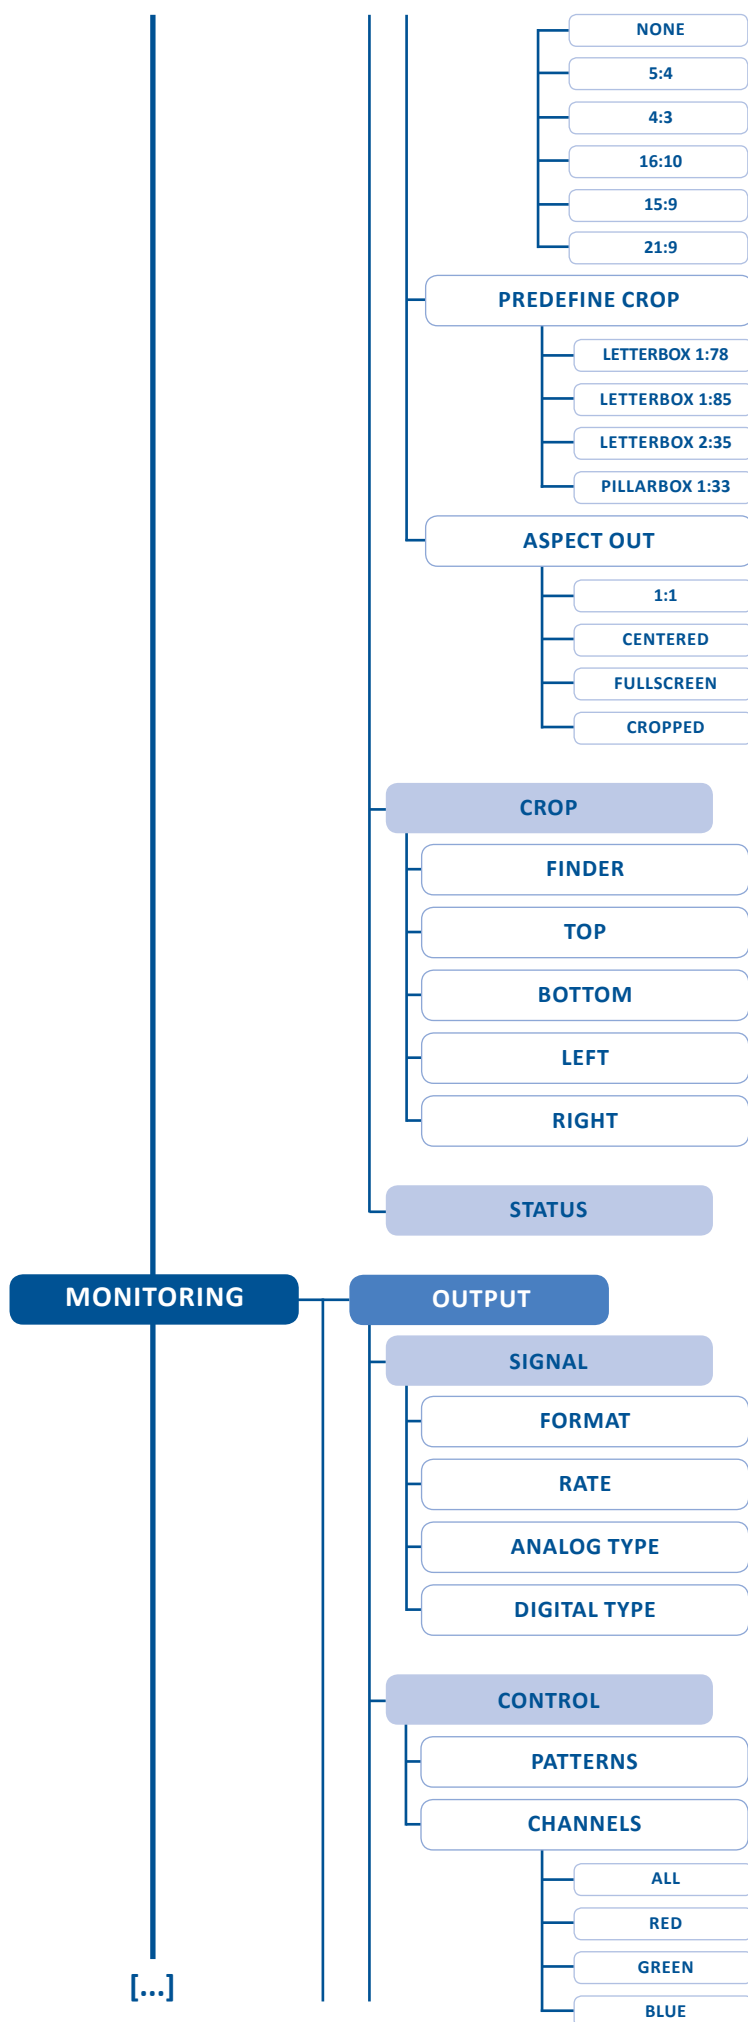 NONE
5:4
4:3
16:10
15:9
21:9
PREDEFINE CROP
LETTERBOX 1:78
LETTERBOX 1:85
LETTERBOX 2:35
PILLARBOX 1:33
ASPECT OUT
1:1
CENTERED
FULLSCREEN
CROPPED
CROP
FINDER
TOP
BOTTOM
LEFT
RIGHT
STATUS
MONITORING
OUTPUT
SIGNAL
FORMAT
RATE
ANALOG TYPE
DIGITAL TYPE
CONTROL
PATTERNS
CHANNELS
ALL
RED
GREEN
BLUE
[...]